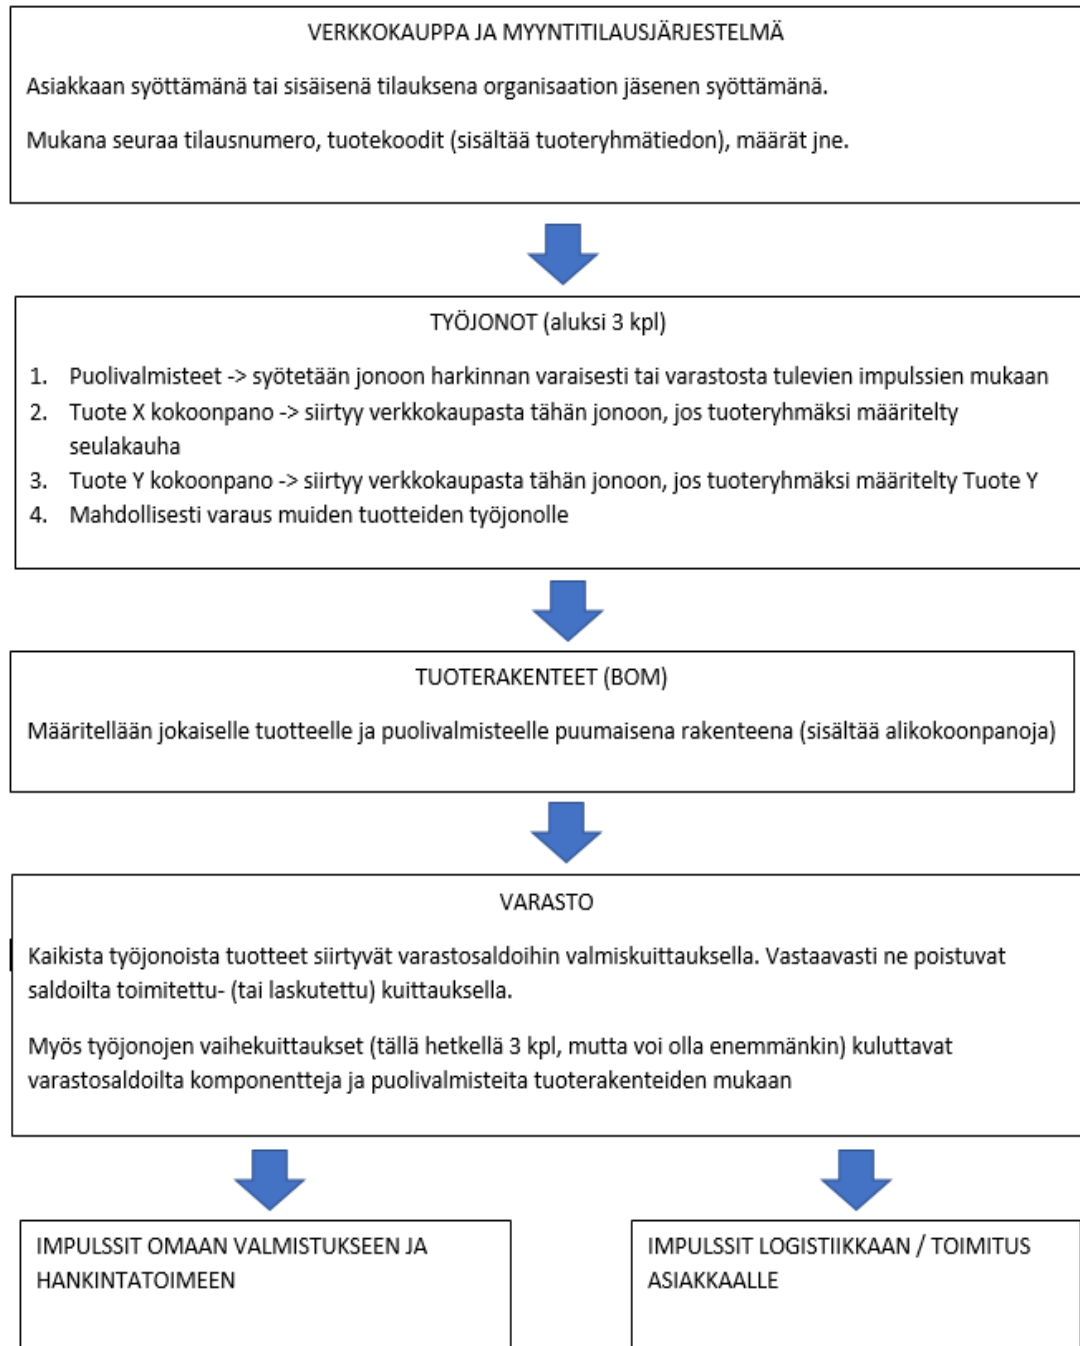 VERKKOKAUPPA JA MYYNTITILAUSJÄRJESTELMÄ
Asiakkaan syöttämänä tai sisäisenä tilauksena organisaation jäsenen syöttämänä.
Mukana seuraa tilausnumero, tuotekoodit (sisältää tuoteryhmätiedon), määrät jne.
TYÖJONOT (aluksi 3 kpl)
1. Puolivalmisteet -> syötetään jonoon harkinnan varaisesti tai varastosta tulevien impulssien mukaan
2. Tuote X kokoonpano -> siirtyy verkkokaupasta tähän jonoon, jos tuoteryhmäksi määritelty
seulakauha
3. Tuote Y kokoonpano -> siirtyy verkkokaupasta tähän jonoon, jos tuoteryhmäksi määritelty Tuote Y
4. Mahdollisesti varaus muiden tuotteiden työjonolle
TUOTERAKENTEET (BOM)
Määritellään jokaiselle tuotteelle ja puolivalmisteelle puumaisena rakenteena (sisältää alikokoonpanoja)
VARASTO
Kaikista työjonoista tuotteet siirtyvät varastosaldoihin valmiskuittauksella. Vastaavasti ne poistuvat
saldoilta toimitettu- (tai laskutettu) kuittauksella.
Myös työjonojen vaihekuittaukset (tällä hetkellä 3 kpl, mutta voi olla enemmänkin) kuluttavat
varastosaldoilta komponentteja ja puolivalmisteita tuoterakenteiden mukaan
IMPULSSIT OMAAN VALMISTUKSEEN JA
HANKINTATOIMEEN
IMPULSSIT LOGISTIIKKAAN / TOIMITUS
ASIAKKAALLE